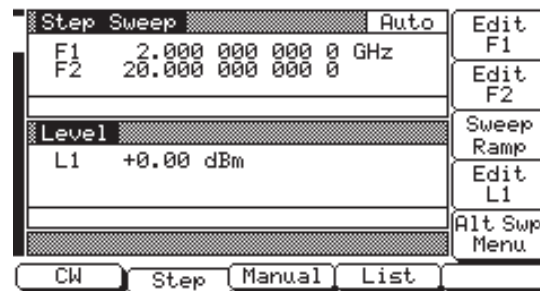 Step Sweep Auto
F1 2.000 000 000 0 GHz
F2 20.000 000 000 0
Level
L1 +0.00 dBm
Edit
F1
Edit
F2
Sweep
Ramp
Edit
L1
Alt Swp
Menu
CW Step Manual List